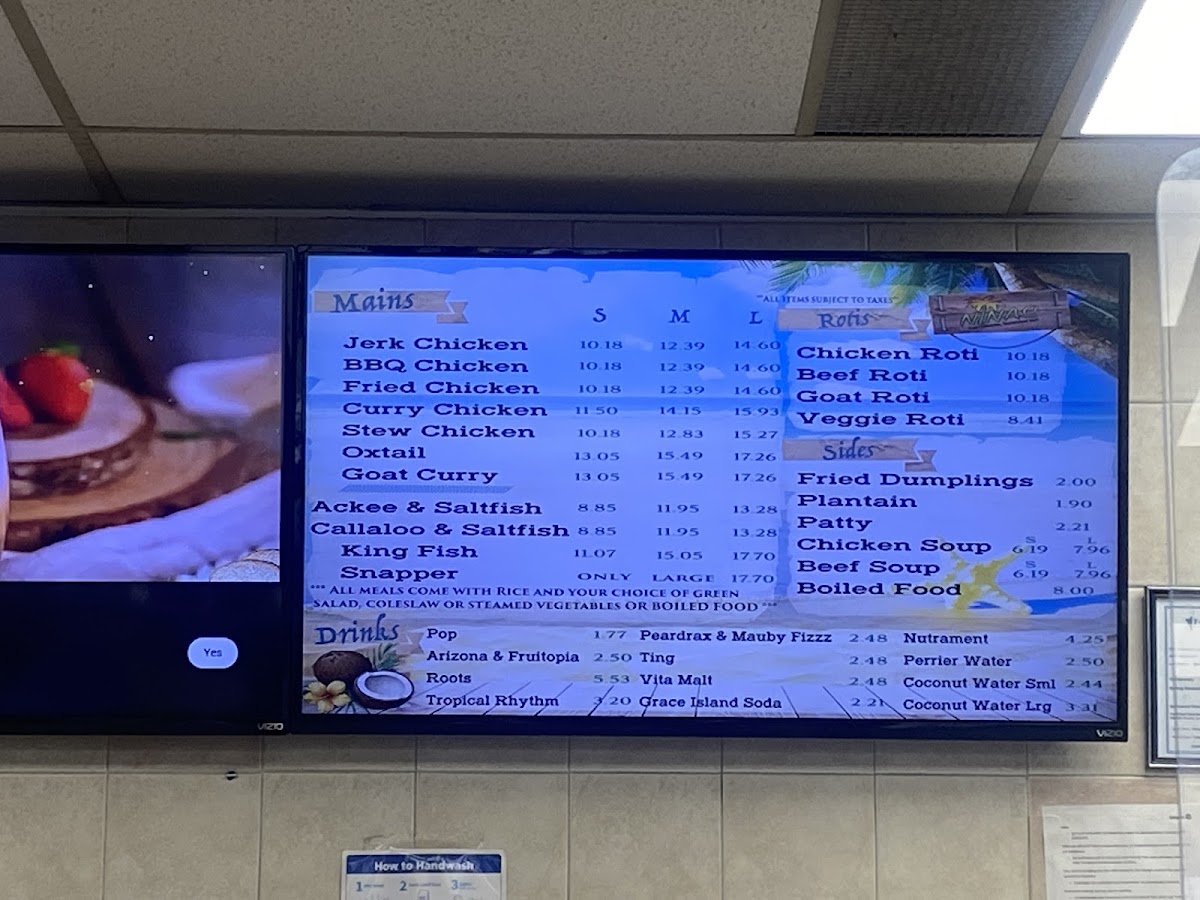 Mains
S M L
Jerk Chicken 10.18 12.39 14.60
BBQ Chicken 10.18 12.39 14.60
Fried Chicken 10.18 12.39 14.60
Curry Chicken 11.50 14.15 15.93
Stew Chicken 10.18 12.83 15.27
Oxtail 13.05 15.49 17.26
Goat Curry 13.05 15.49 17.26
Ackee & Saltfish 8.85 11.95 13.28
Callaloo & Saltfish 8.85 11.95 13.28
King Fish 11.07 15.05 17.70
Snapper ONLY LARGE 17.70
*** ALL MEALS COME WITH RICE AND YOUR CHOICE OF GREEN
SALAD, COLESLAW OR STEAMED VEGETABLES OR BOILED FOOD ***
**ALL ITEMS SUBJECT TO TAXES**
Rotis
Chicken Roti 10.18
Beef Roti 10.18
Goat Roti 10.18
Veggie Roti 8.41
Sides
Fried Dumplings 2.00
Plantain 1.90
Patty 2.21
S L
Chicken Soup 6.19 7.96
S L
Beef Soup 6.19 7.96
Boiled Food 8.00
Drinks
Pop 1.77 Peardrax & Mauby Fizzz 2.48 Nutrament 4.25
Arizona & Fruitopia 2.50 Ting 2.48 Perrier Water 2.50
Roots 5.53 Vita Malt 2.48 Coconut Water Sml 2.44
Tropical Rhythm 3.20 Grace Island Soda 2.21 Coconut Water Lrg 3.31
Yes
VIZIO
VIZIO
How to Handwash
1 2 3